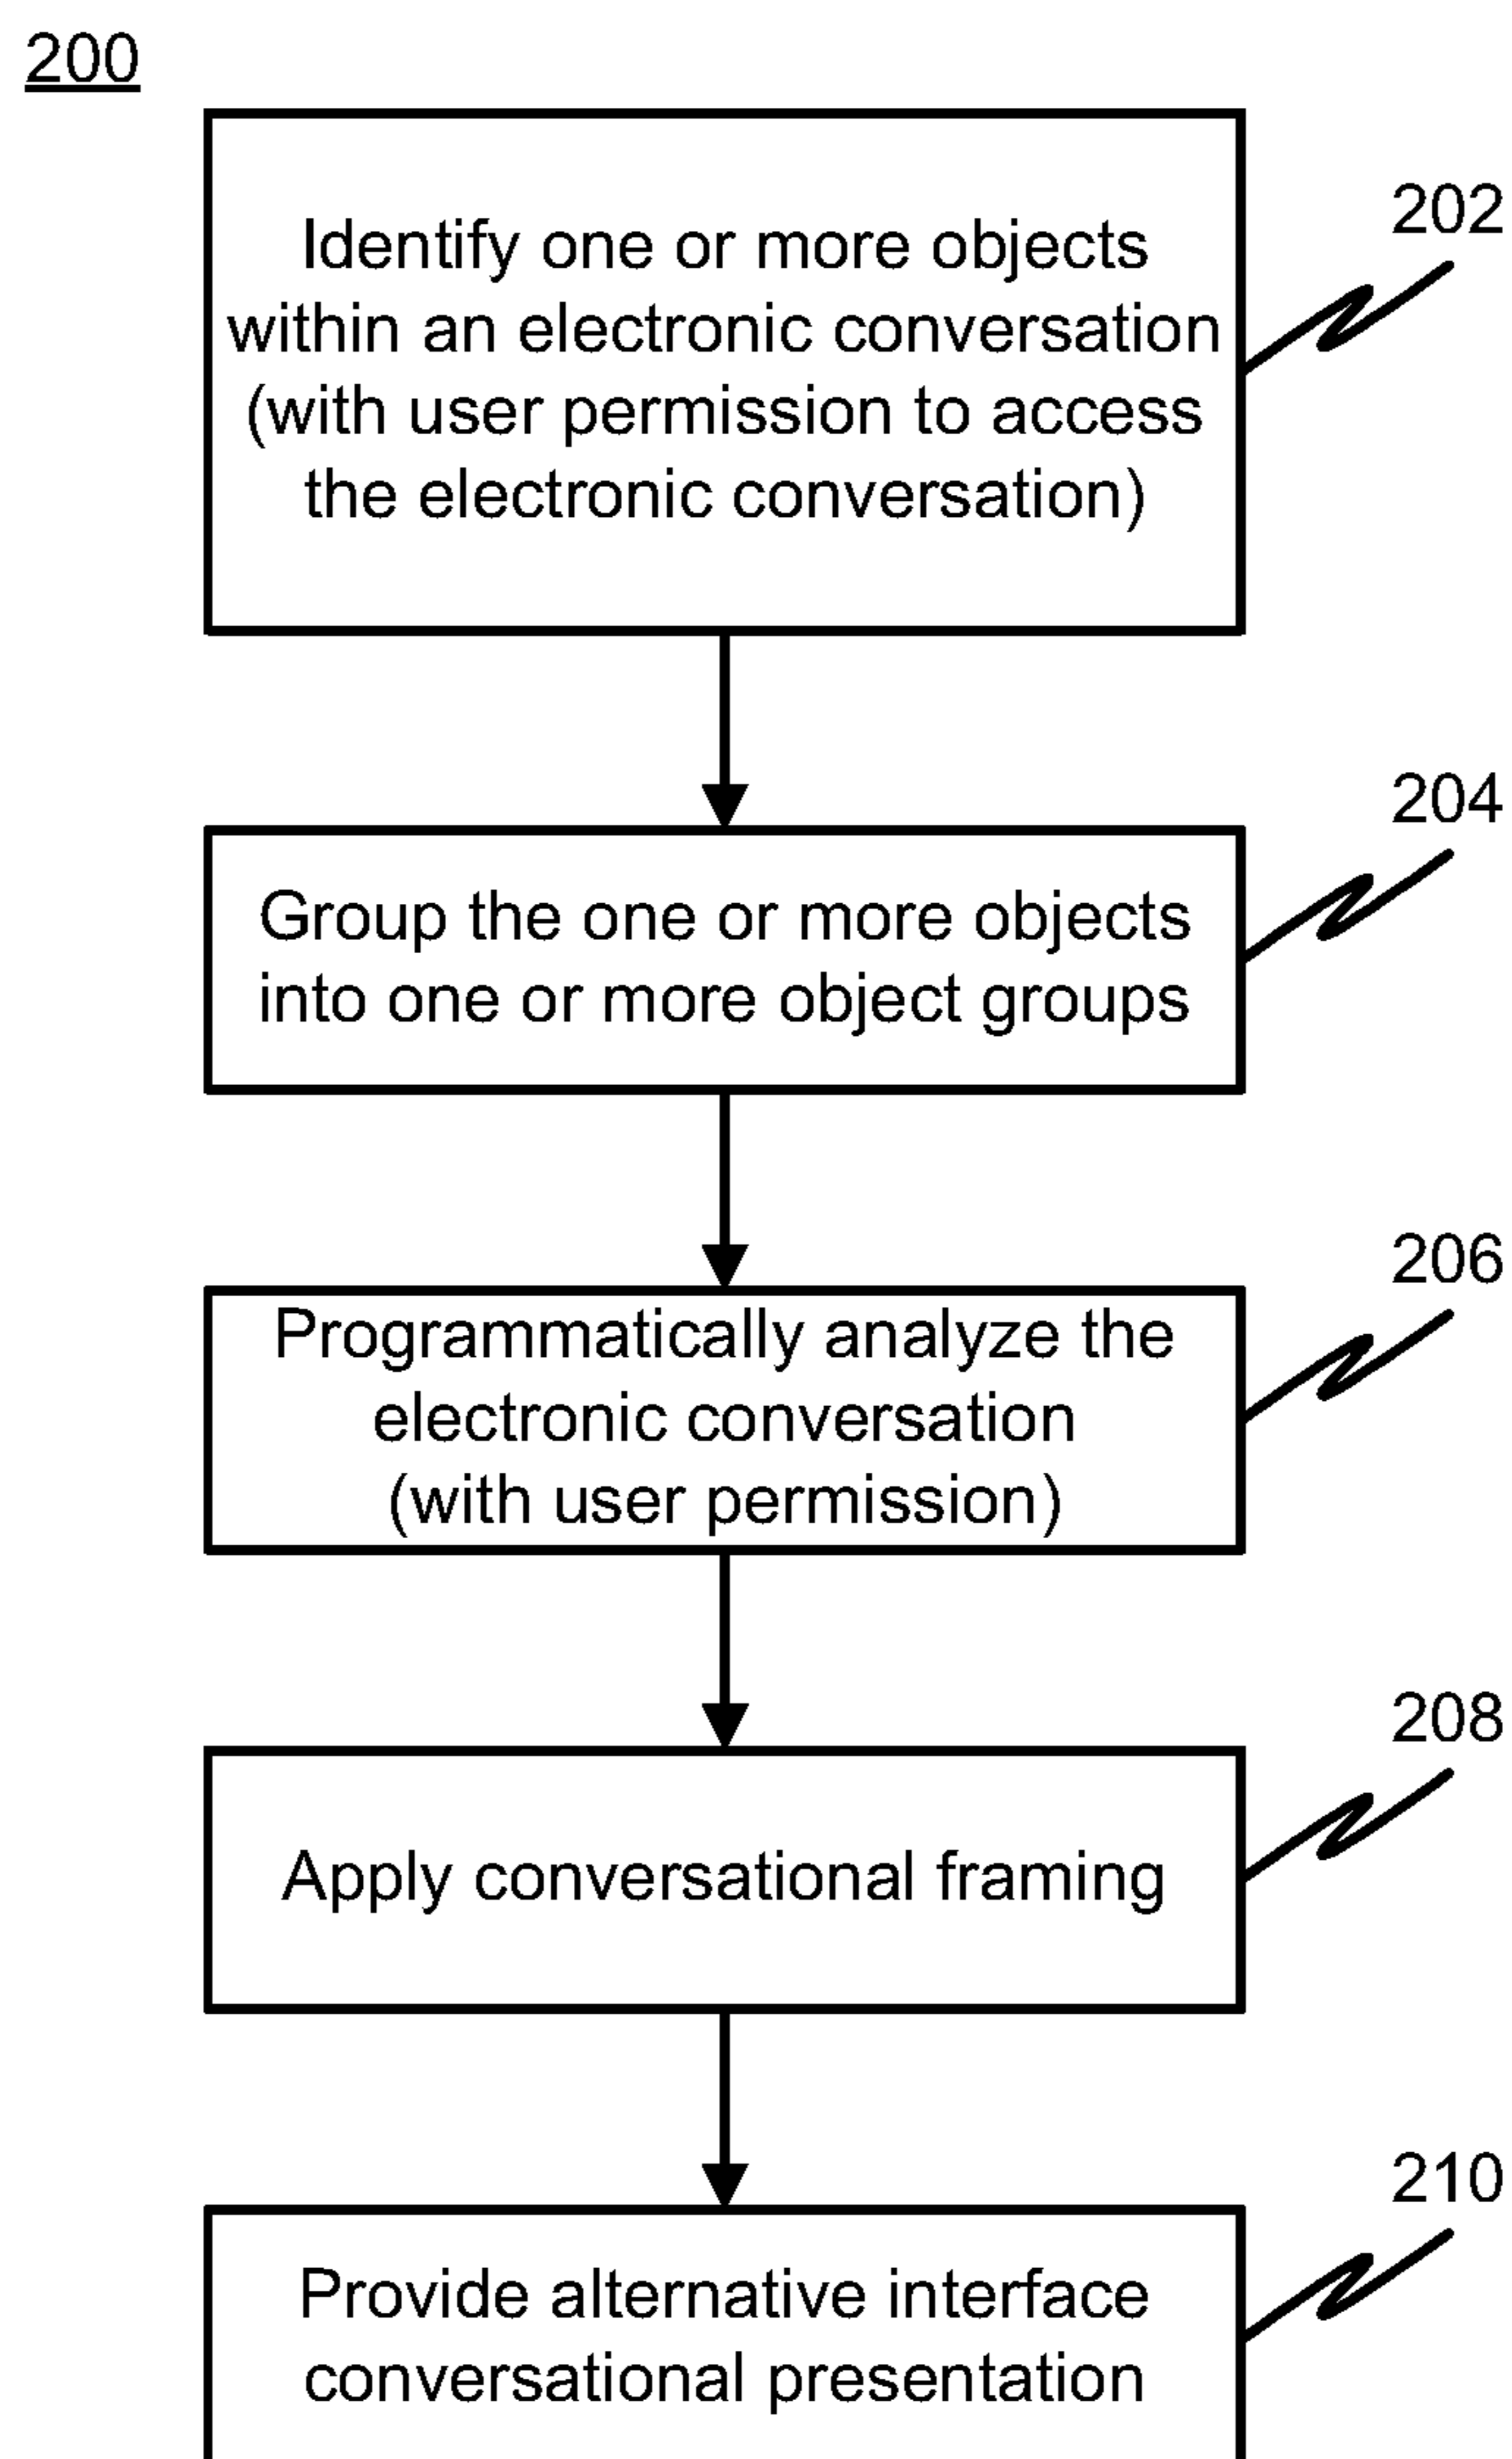 200
202
Identify one or more objects
within an electronic conversation
(with user permission to access
the electronic conversation)
204
Group the one or more objects
into one or more object groups
206
Programmatically analyze the
electronic conversation
(with user permission)
208
Apply conversational framing
210
Provide alternative interface
conversational presentation